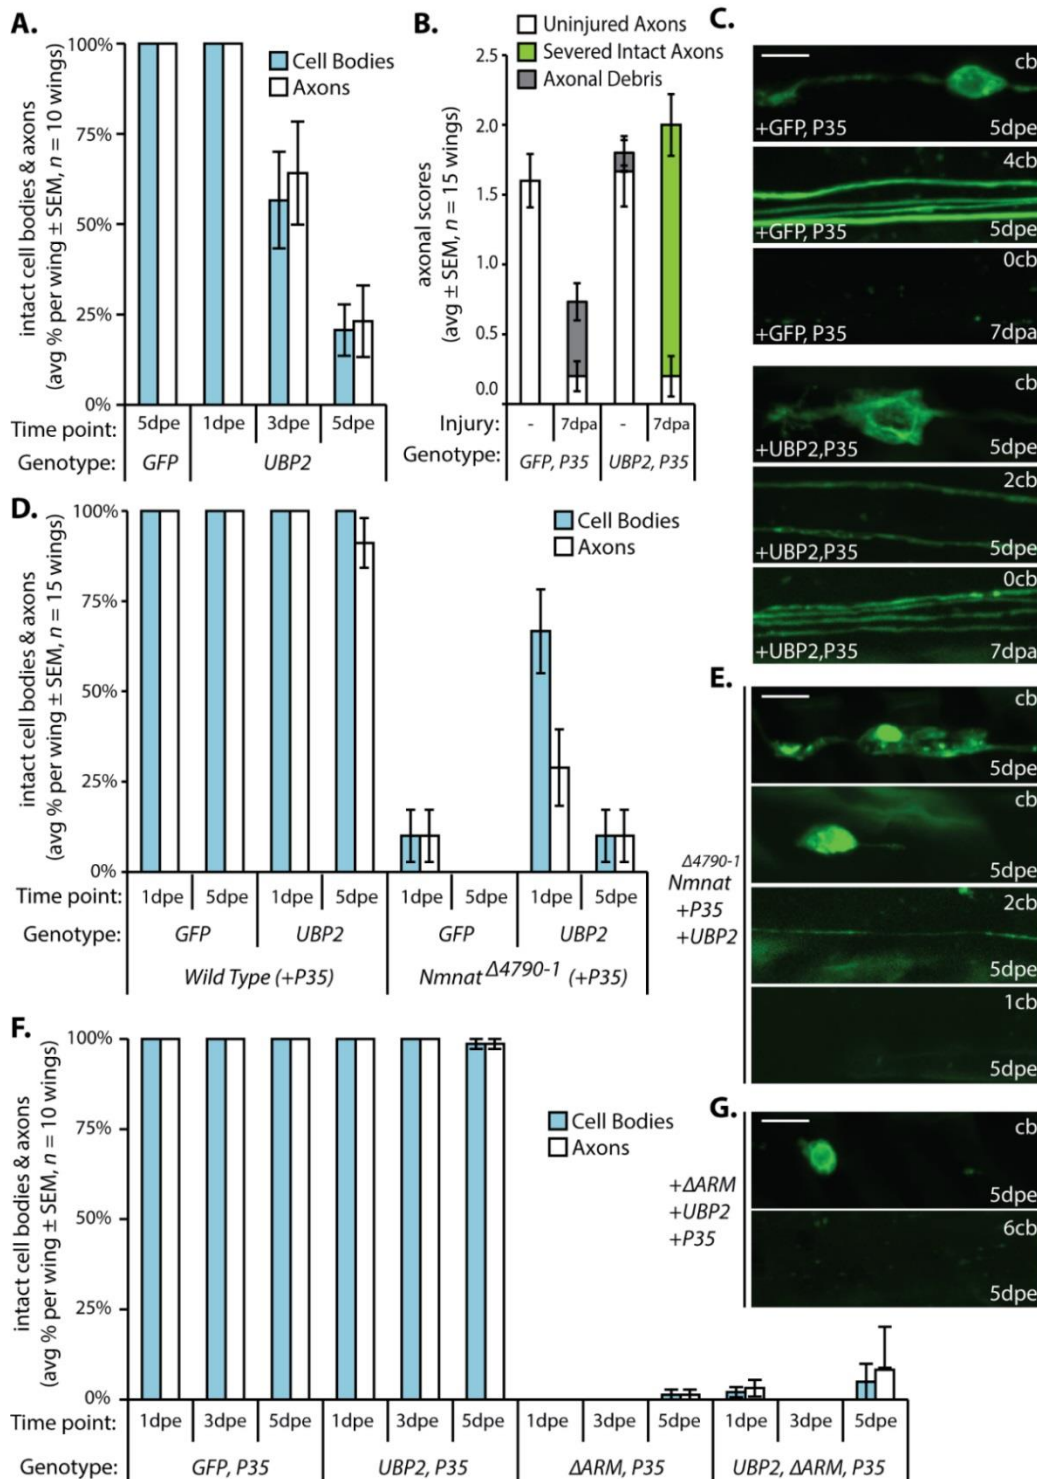 A.
intact cell bodies & axons
(avg % per wing ± SEM, n = 10 wings)
100%
75%
50%
25%
0%
Cell Bodies
Axons
Time point: 5dpe 1dpe 3dpe 5dpe
Genotype: GFP UBP2
B.
Uninjured Axons
Severed Intact Axons
Axonal Debris
axonal scores
(avg ± SEM, n = 15 wings)
2.5
2.0
1.5
1.0
0.5
0.0
Injury: - 7dpa - 7dpa
Genotype: GFP, P35 UBP2, P35
C.
cb
+GFP, P35 5dpe
4cb
+GFP, P35 5dpe
0cb
+GFP, P35 7dpa
cb
+UBP2,P35 5dpe
2cb
+UBP2,P35 5dpe
0cb
+UBP2,P35 7dpa
D.
intact cell bodies & axons
(avg % per wing ± SEM, n = 15 wings)
100%
75%
50%
25%
0%
Cell Bodies
Axons
Time point: 1dpe 5dpe 1dpe 5dpe 1dpe 5dpe 1dpe 5dpe
Genotype: GFP UBP2 GFP UBP2
Wild Type (+P35) Nmnat Δ4790-1 (+P35)
E.
Δ4790-1
Nmnat
+P35
+UBP2
cb
5dpe
cb
5dpe
2cb
5dpe
1cb
5dpe
F.
intact cell bodies & axons
(avg % per wing ± SEM, n = 10 wings)
100%
75%
50%
25%
0%
Cell Bodies
Axons
Time point: 1dpe 3dpe 5dpe 1dpe 3dpe 5dpe 1dpe 3dpe 5dpe 1dpe 3dpe 5dpe
Genotype: GFP, P35 UBP2, P35 ΔARM, P35 UBP2, ΔARM, P35
G.
+ΔARM
+UBP2
+P35
cb
5dpe
6cb
5dpe